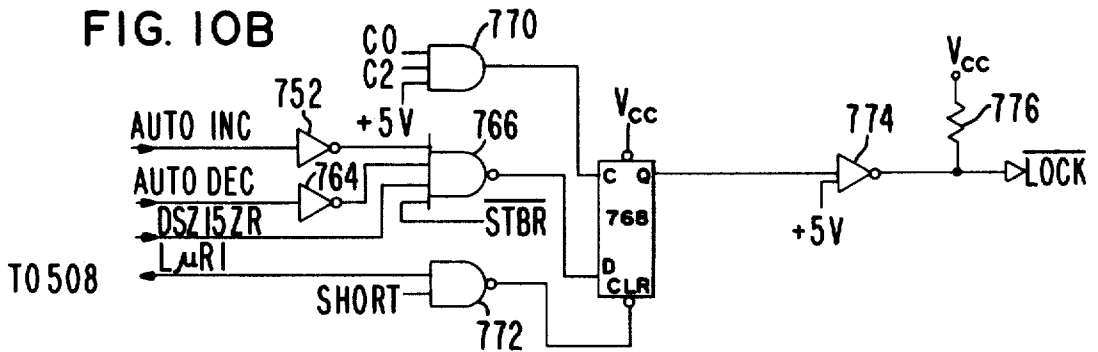 FIG. 10B
770
C0
C2
+5V
752
AUTO INC
766
VCC
774
VCC
776
AUTO DEC
764
C Q
LOCK
DSZ15ZR
STBR
768
+5V
LμRI
D
CLR
TO 508
SHORT
772